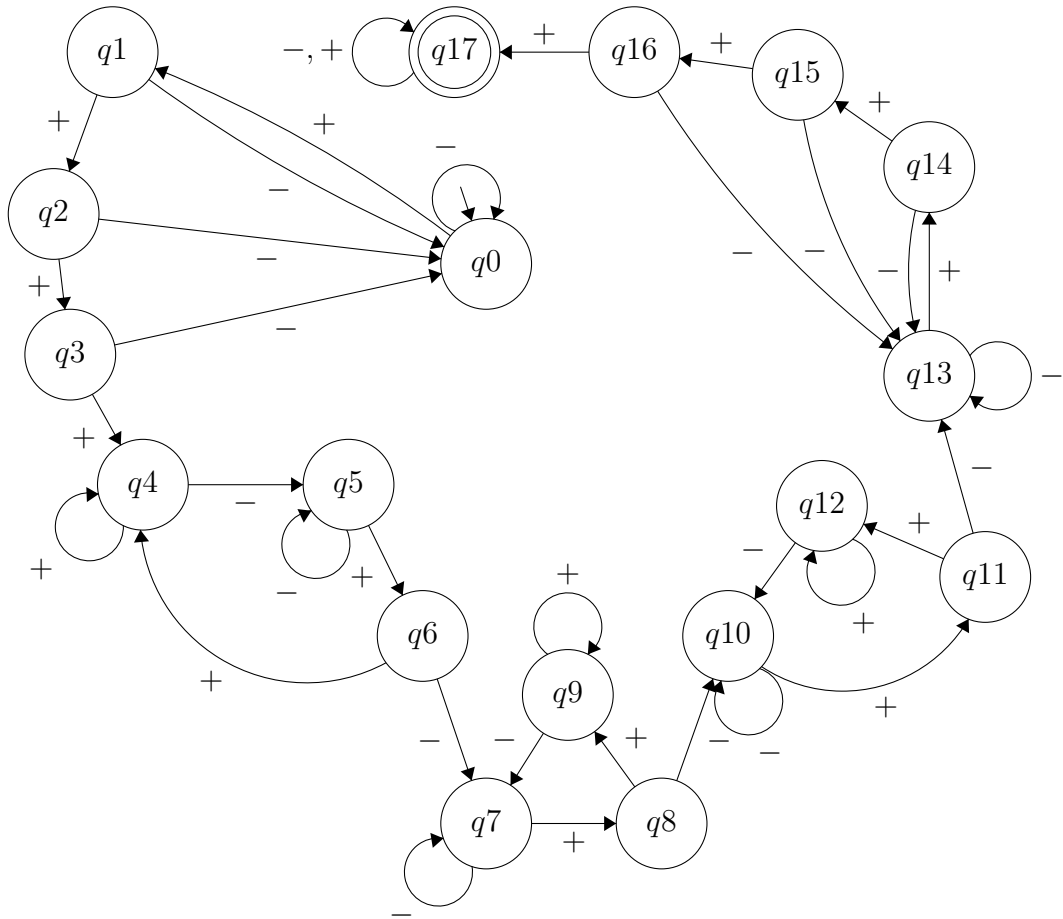 q1
−, +
q17
+
q16
+
q15
+
+
+
−
q14
q2
−
−
−
−
−
+
q0
+
−
q3
q13
−
+
−
q4
−
q5
q12
+
−
+
+
−
+
q11
q6
+
q10
+
+
q9
−
−
+
−
−
q7
+
q8
−